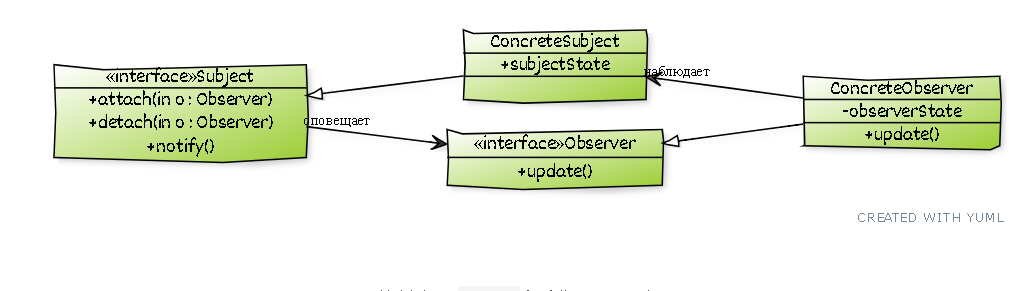 «interface»Subject
+attach(in o : Observer)
+detach(in o : Observer)
+notify()
ConcreteSubject
+subjectState
наблюдает
оповещает
«interface»Observer
+update()
ConcreteObserver
-observerState
+update()
CREATED WITH YUML